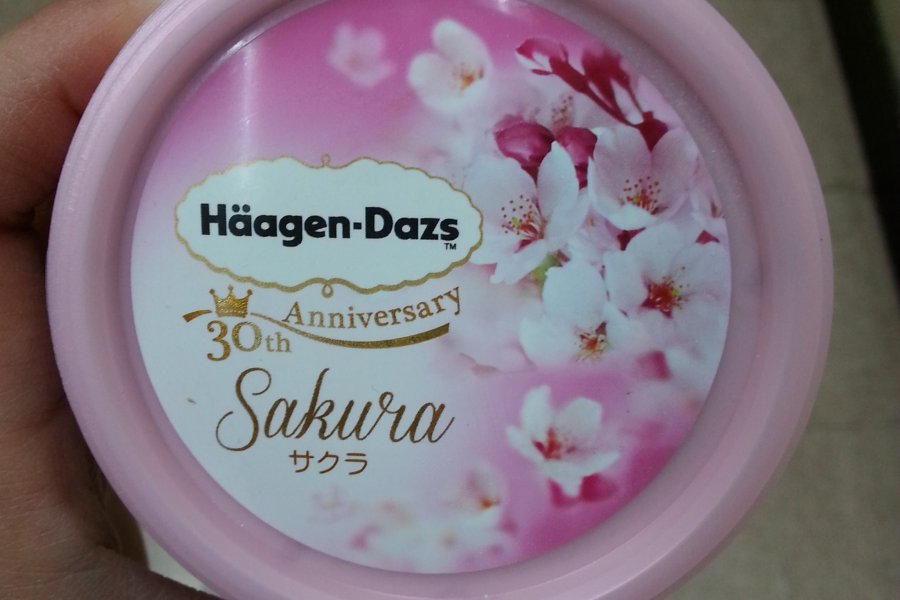 Häagen-Dazs
TM
30th Anniversary
Sakura
サクラ